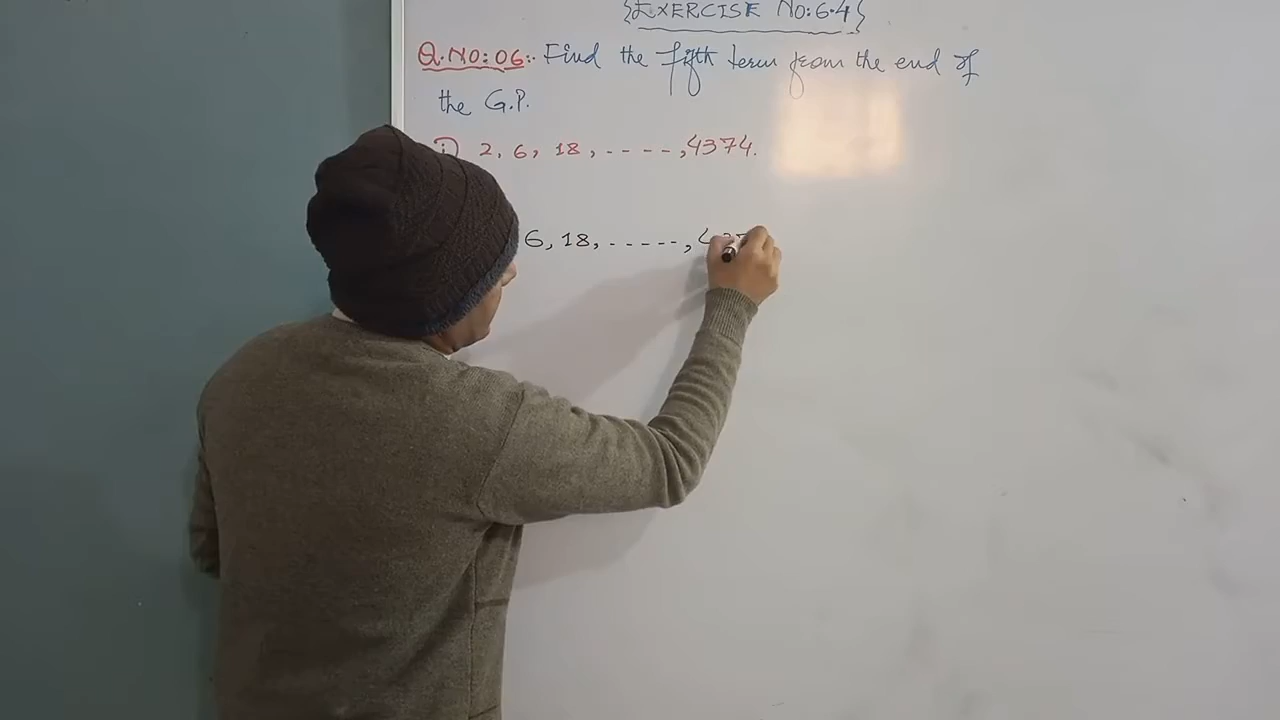 {EXERCISE NO:6.4}
Q.NO:06:- Find the fifth term from the end of
the G.P.
i) 2, 6, 18, - - - -, 4374.
6, 18, - - - - -,